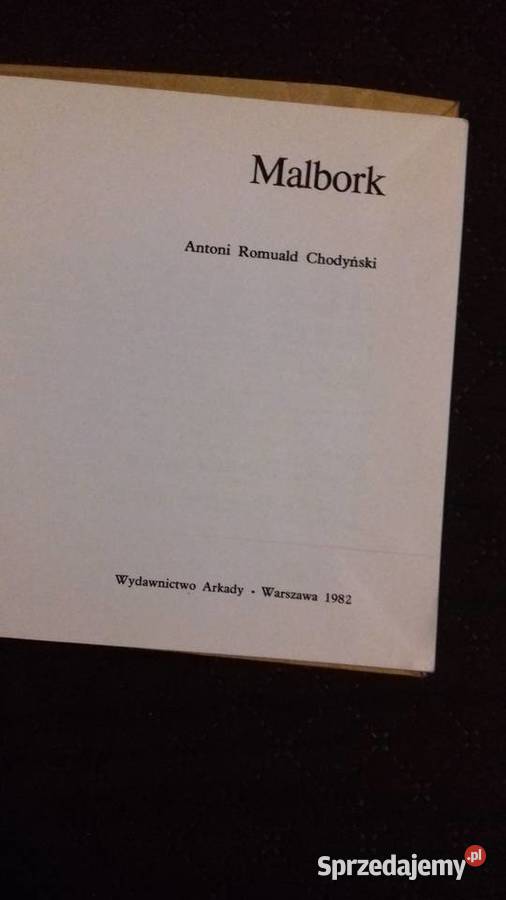 Malbork
Antoni Romuald Chodyński
Wydawnictwo Arkady • Warszawa 1982
Sprzedajemy.pl